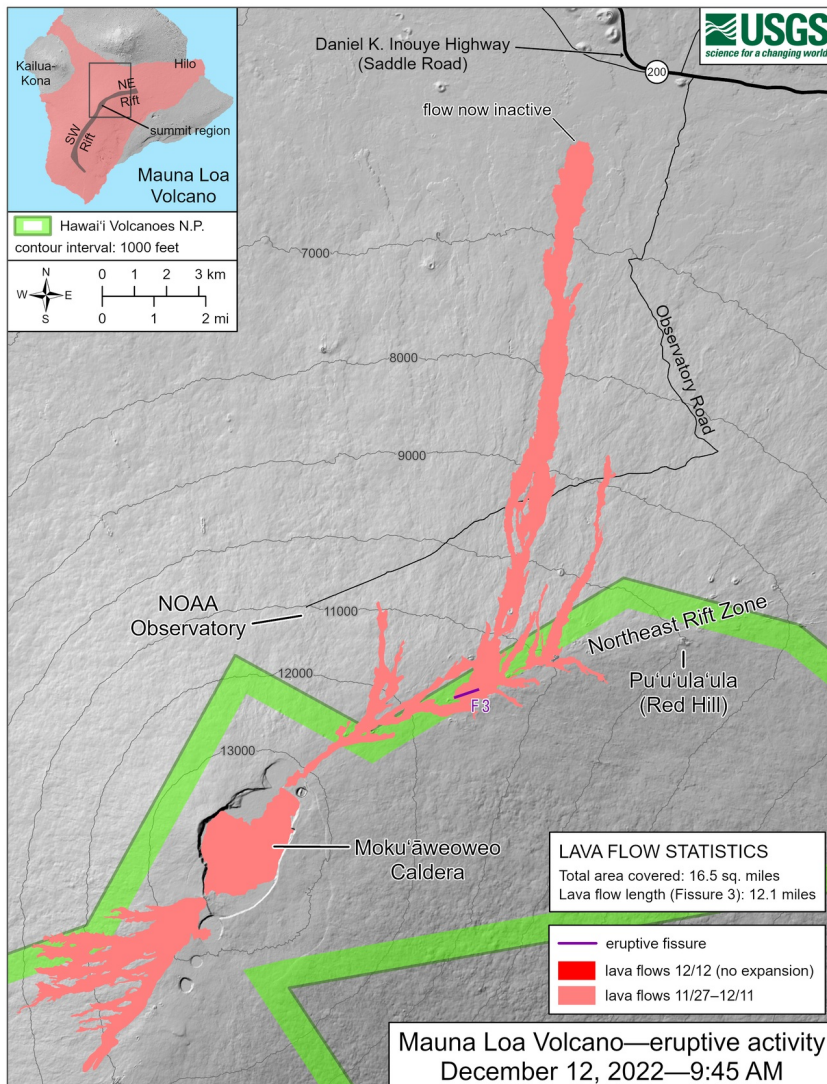 Kailua-
Kona
Hilo
NE
Rift
SW
Rift
summit region
Mauna Loa
Volcano
Hawaiʻi Volcanoes N.P.
contour interval: 1000 feet
N
W E
S
0 1 2 3 km
0 1 2 mi
Daniel K. Inouye Highway
(Saddle Road)
200
USGS
science for a changing world
flow now inactive
7000
Observatory Road
8000
9000
NOAA
Observatory
11000
Northeast Rift Zone
12000
Puʻuʻulaʻula
(Red Hill)
F3
13000
Mokuʻāweoweo
Caldera
LAVA FLOW STATISTICS
Total area covered: 16.5 sq. miles
Lava flow length (Fissure 3): 12.1 miles
eruptive fissure
lava flows 12/12 (no expansion)
lava flows 11/27–12/11
Mauna Loa Volcano—eruptive activity
December 12, 2022—9:45 AM